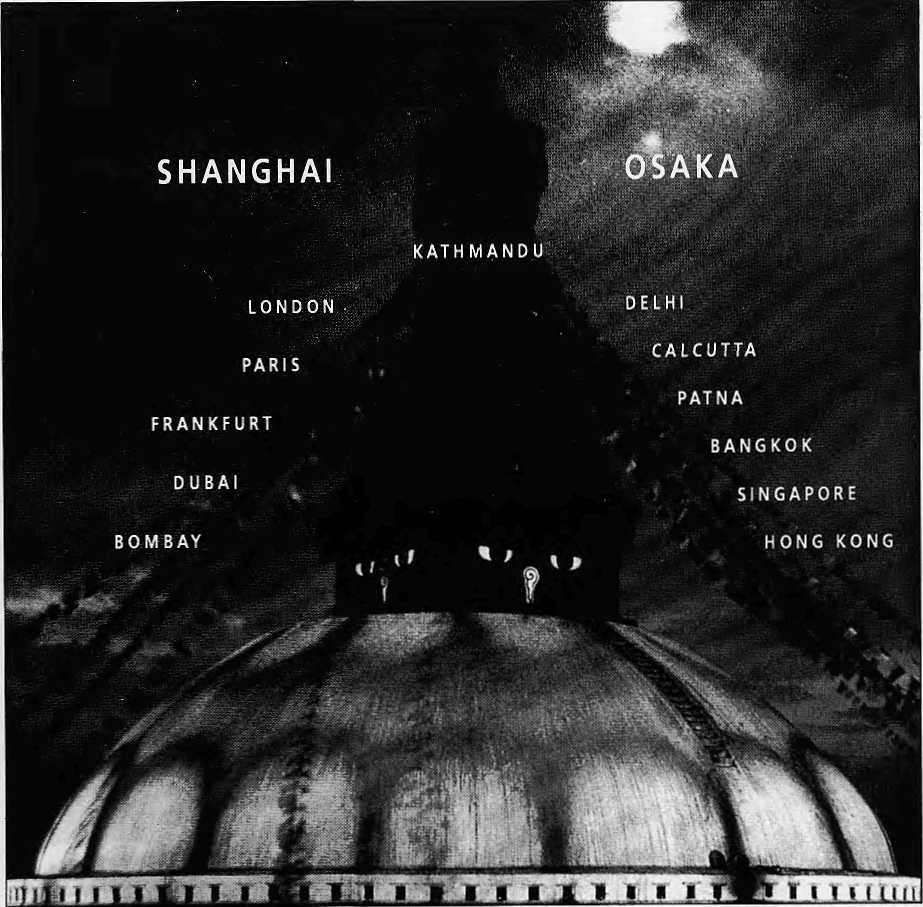 SHANGHAI
OSAKA
KATHMANDU
LONDON
PARIS
FRANKFURT
DUBAI
BOMBAY
DELHI
CALCUTTA
PATNA
BANGKOK
SINGAPORE
HONG KONG